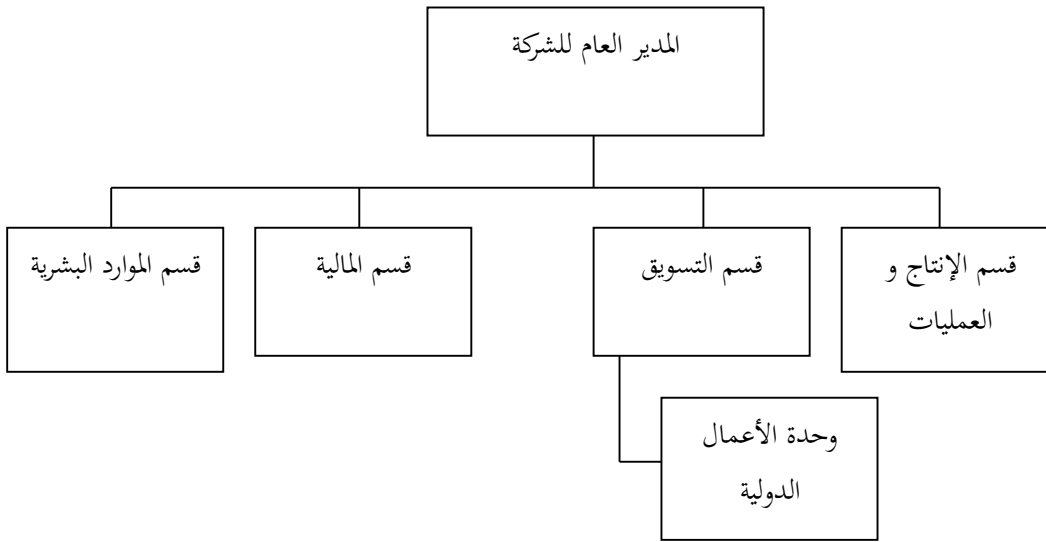 المدير العام للشركة
قسم الإنتاج و
العمليات
قسم التسويق
قسم المالية
قسم الموارد البشرية
وحدة الأعمال
الدولية